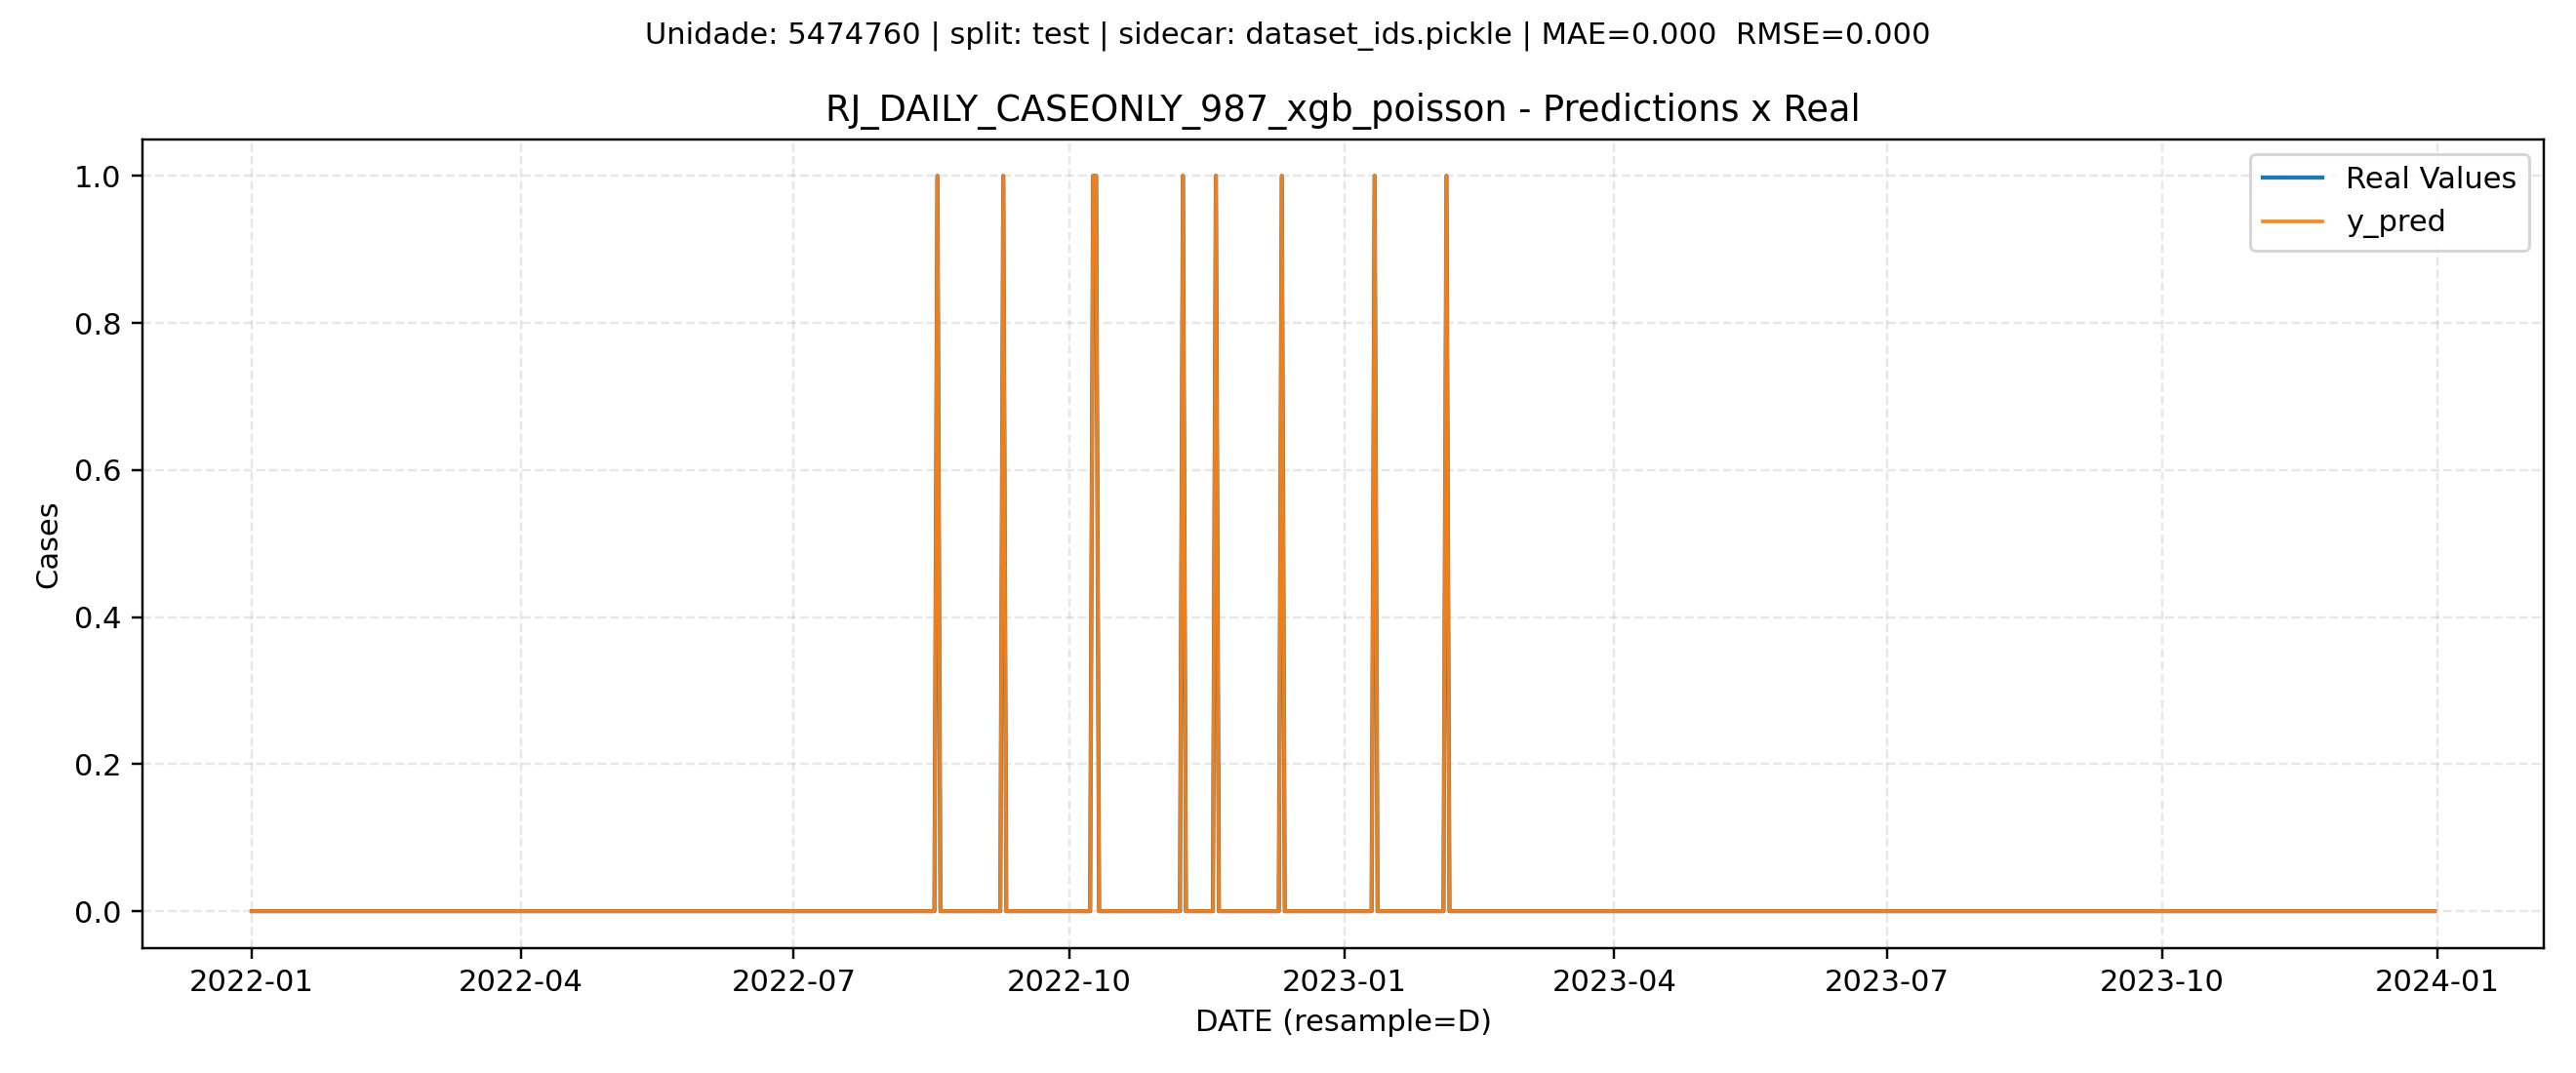 Unidade: 5474760 | split: test | sidecar: dataset_ids.pickle | MAE=0.000  RMSE=0.000
RJ_DAILY_CASEONLY_987_xgb_poisson - Predictions x Real
Real Values
y_pred
1.0
0.8
0.6
0.4
0.2
0.0
Cases
2022-01 2022-04 2022-07 2022-10 2023-01 2023-04 2023-07 2023-10 2024-01
DATE (resample=D)